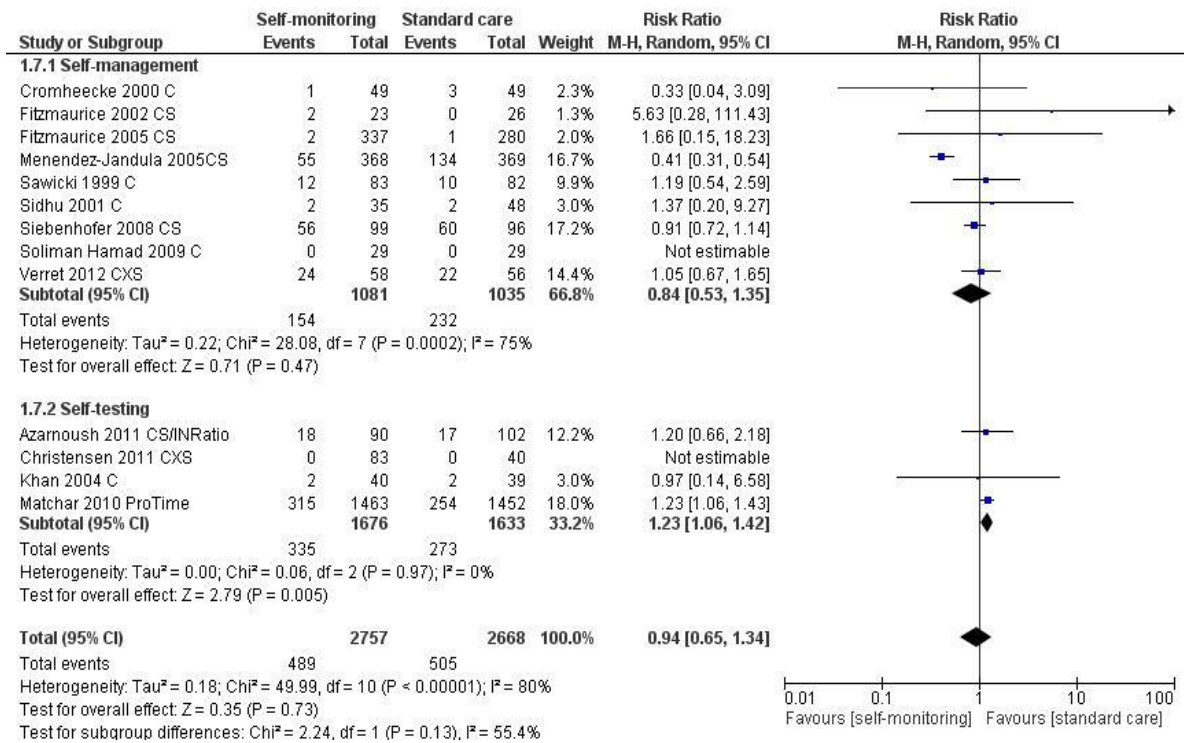 Self-monitoring Standard care Risk Ratio Risk Ratio
Study or Subgroup Events Total Events Total Weight M-H, Random, 95% CI M-H, Random, 95% CI
1.7.1 Self-management
Cromheecke 2000 C 1 49 3 49 2.3% 0.33 [0.04, 3.09]
Fitzmaurice 2002 CS 2 23 0 26 1.3% 5.63 [0.28, 111.43]
Fitzmaurice 2005 CS 2 337 1 280 2.0% 1.66 [0.15, 18.23]
Menendez-Jandula 2005CS 55 368 134 369 16.7% 0.41 [0.31, 0.54]
Sawicki 1999 C 12 83 10 82 9.9% 1.19 [0.54, 2.59]
Sidhu 2001 C 2 35 2 48 3.0% 1.37 [0.20, 9.27]
Siebenhofer 2008 CS 56 99 60 96 17.2% 0.91 [0.72, 1.14]
Soliman Hamad 2009 C 0 29 0 29 Not estimable
Verret 2012 CXS 24 58 22 56 14.4% 1.05 [0.67, 1.65]
Subtotal (95% CI) 1081 1035 66.8% 0.84 [0.53, 1.35]
Total events 154 232
Heterogeneity: Tau² = 0.22; Chi² = 28.08, df = 7 (P = 0.0002); I² = 75%
Test for overall effect: Z = 0.71 (P = 0.47)
1.7.2 Self-testing
Azarnoush 2011 CS/INRatio 18 90 17 102 12.2% 1.20 [0.66, 2.18]
Christensen 2011 CXS 0 83 0 40 Not estimable
Khan 2004 C 2 40 2 39 3.0% 0.97 [0.14, 6.58]
Matchar 2010 ProTime 315 1463 254 1452 18.0% 1.23 [1.06, 1.43]
Subtotal (95% CI) 1676 1633 33.2% 1.23 [1.06, 1.42]
Total events 335 273
Heterogeneity: Tau² = 0.00; Chi² = 0.06, df = 2 (P = 0.97); I² = 0%
Test for overall effect: Z = 2.79 (P = 0.005)
Total (95% CI) 2757 2668 100.0% 0.94 [0.65, 1.34]
Total events 489 505
Heterogeneity: Tau² = 0.18; Chi² = 49.99, df = 10 (P < 0.00001); I² = 80%
Test for overall effect: Z = 0.35 (P = 0.73)
Test for subgroup differences: Chi² = 2.24, df = 1 (P = 0.13), I² = 55.4%
0.01 0.1 1 10 100
Favours [self-monitoring] Favours [standard care]